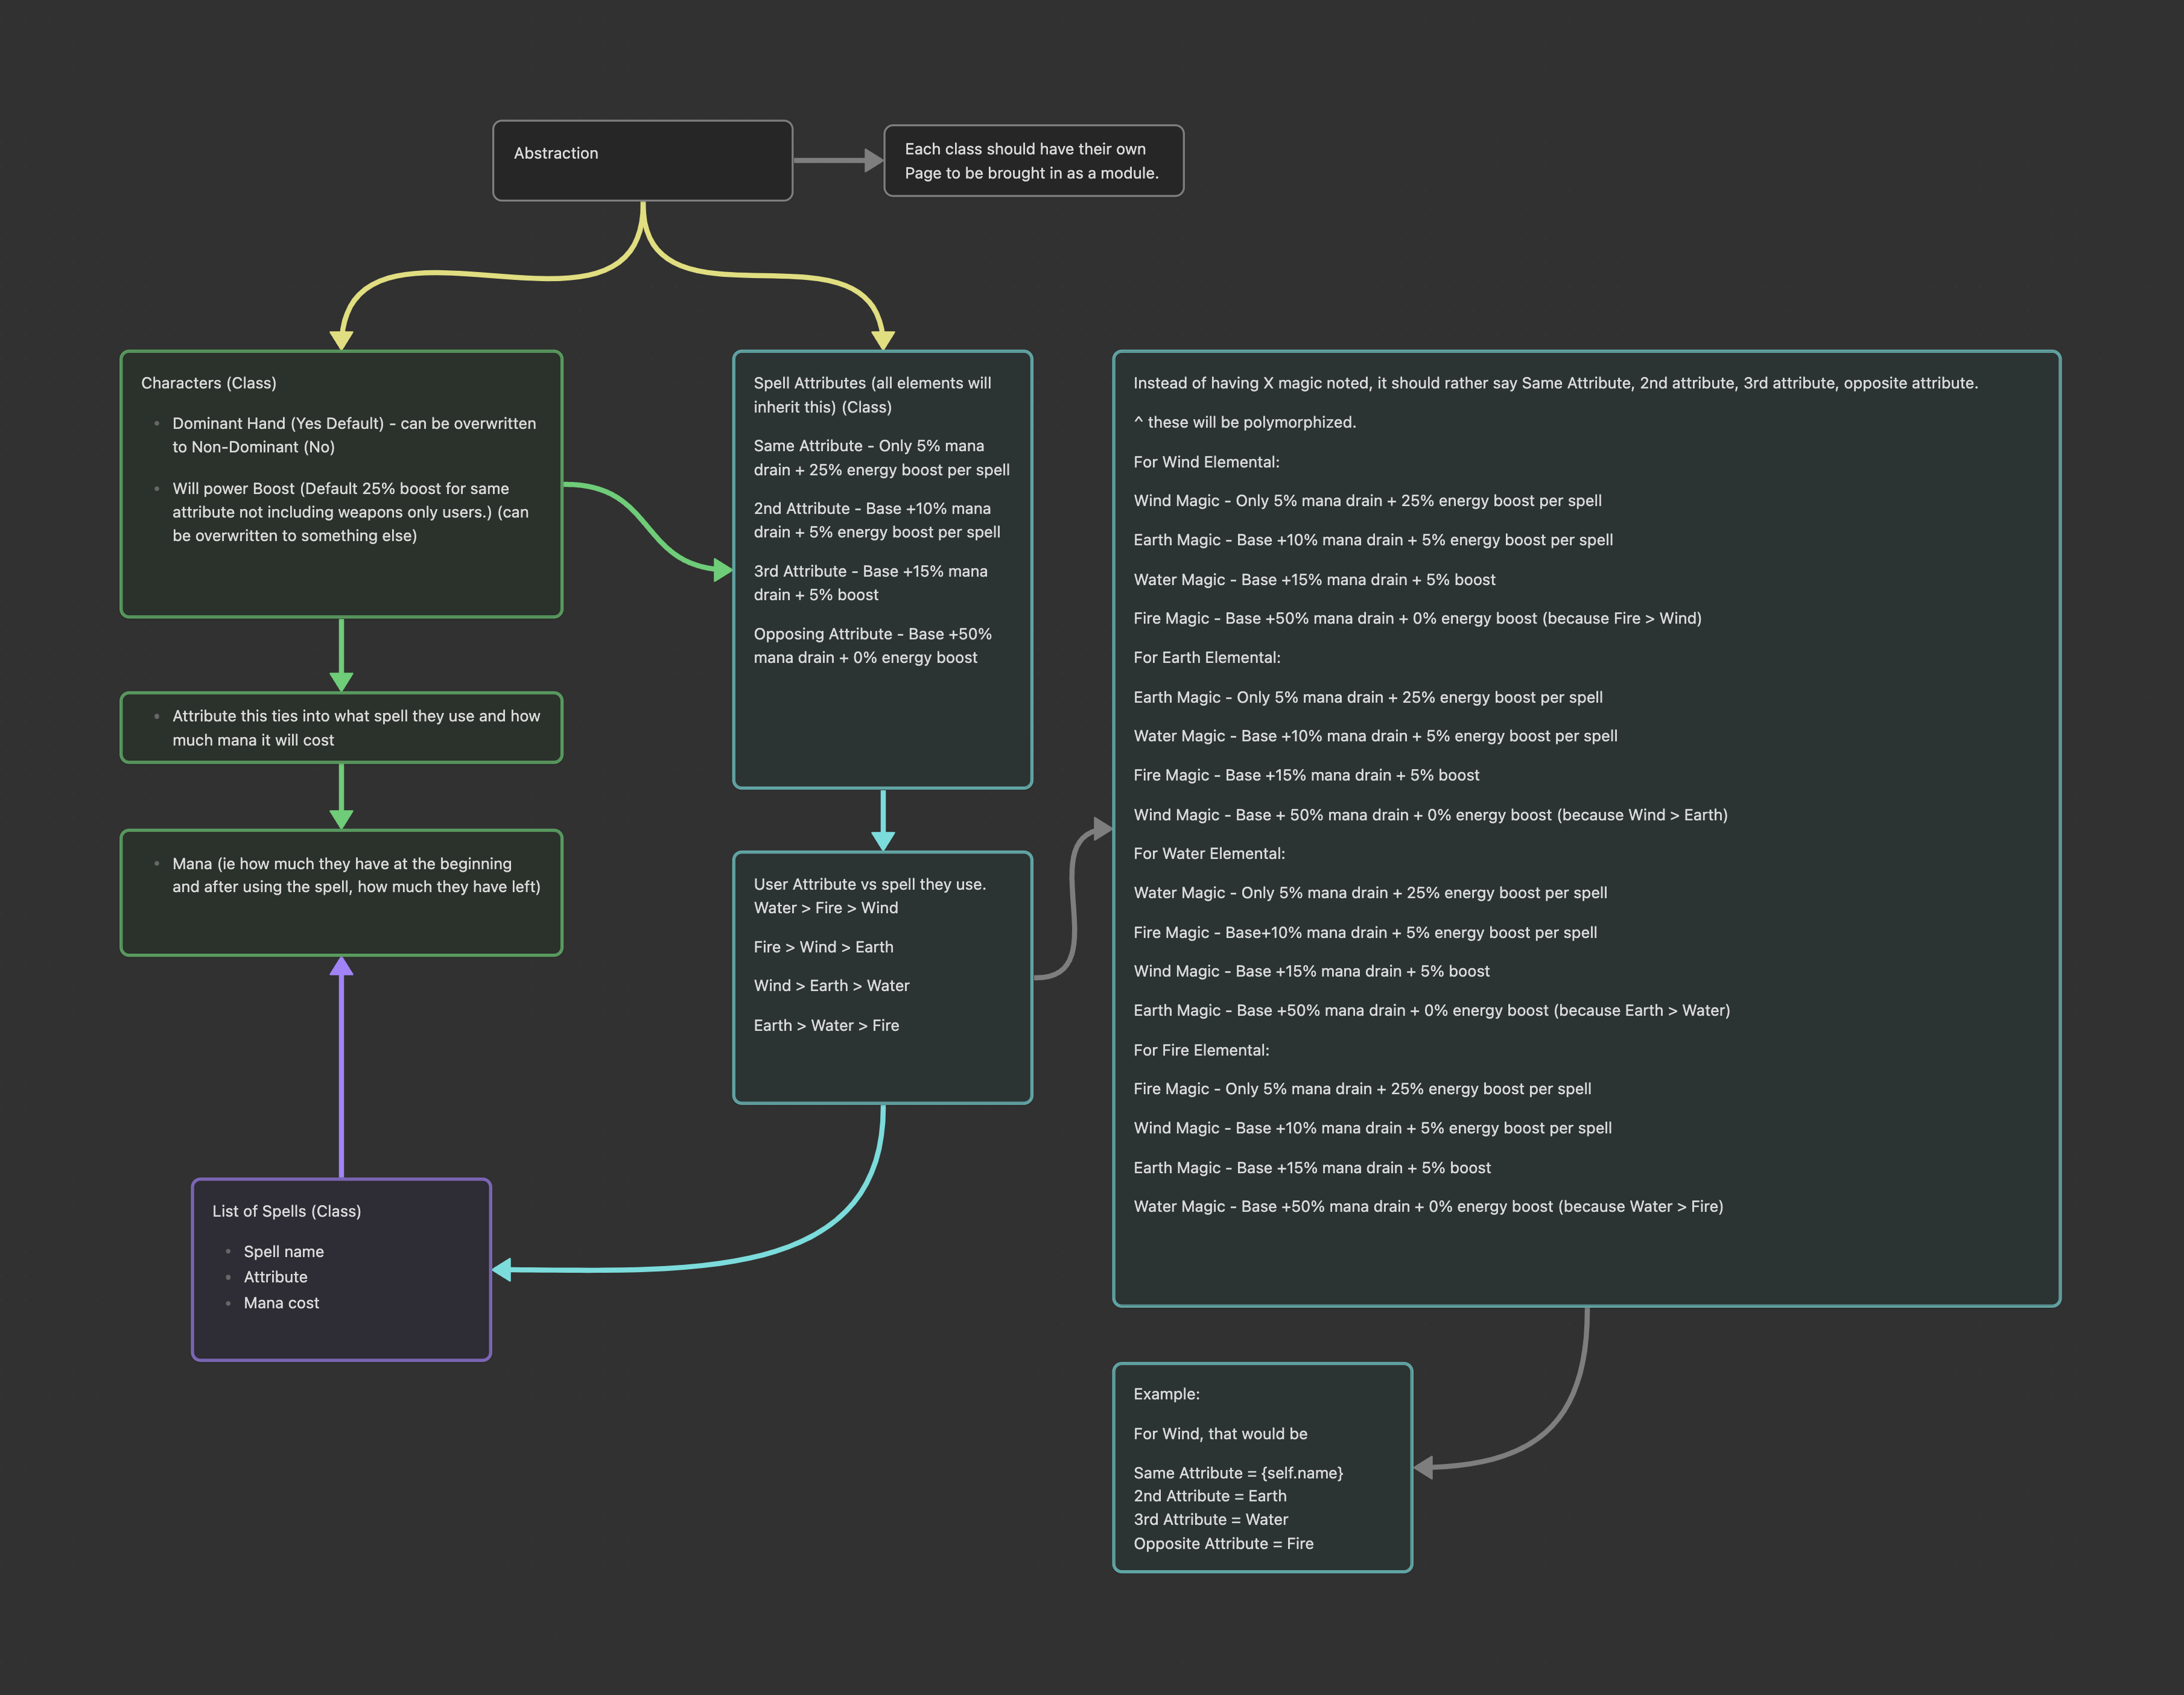 Abstraction
Each class should have their own
Page to be brought in as a module.
Characters (Class)
Dominant Hand (Yes Default) - can be overwritten
to Non-Dominant (No)
Will power Boost (Default 25% boost for same
attribute not including weapons only users.) (can
be overwritten to something else)
Attribute this ties into what spell they use and how
much mana it will cost
Mana (ie how much they have at the beginning
and after using the spell, how much they have left)
List of Spells (Class)
Spell name
Attribute
Mana cost
Spell Attributes (all elements will
inherit this) (Class)
Same Attribute - Only 5% mana
drain + 25% energy boost per spell
2nd Attribute - Base +10% mana
drain + 5% energy boost per spell
3rd Attribute - Base +15% mana
drain + 5% boost
Opposing Attribute - Base +50%
mana drain + 0% energy boost
User Attribute vs spell they use.
Water > Fire > Wind
Fire > Wind > Earth
Wind > Earth > Water
Earth > Water > Fire
Instead of having X magic noted, it should rather say Same Attribute, 2nd attribute, 3rd attribute, opposite attribute.
^ these will be polymorphized.
For Wind Elemental:
Wind Magic - Only 5% mana drain + 25% energy boost per spell
Earth Magic - Base +10% mana drain + 5% energy boost per spell
Water Magic - Base +15% mana drain + 5% boost
Fire Magic - Base +50% mana drain + 0% energy boost (because Fire > Wind)
For Earth Elemental:
Earth Magic - Only 5% mana drain + 25% energy boost per spell
Water Magic - Base +10% mana drain + 5% energy boost per spell
Fire Magic - Base +15% mana drain + 5% boost
Wind Magic - Base + 50% mana drain + 0% energy boost (because Wind > Earth)
For Water Elemental:
Water Magic - Only 5% mana drain + 25% energy boost per spell
Fire Magic - Base+10% mana drain + 5% energy boost per spell
Wind Magic - Base +15% mana drain + 5% boost
Earth Magic - Base +50% mana drain + 0% energy boost (because Earth > Water)
For Fire Elemental:
Fire Magic - Only 5% mana drain + 25% energy boost per spell
Wind Magic - Base +10% mana drain + 5% energy boost per spell
Earth Magic - Base +15% mana drain + 5% boost
Water Magic - Base +50% mana drain + 0% energy boost (because Water > Fire)
Example:
For Wind, that would be
Same Attribute = {self.name}
2nd Attribute = Earth
3rd Attribute = Water
Opposite Attribute = Fire